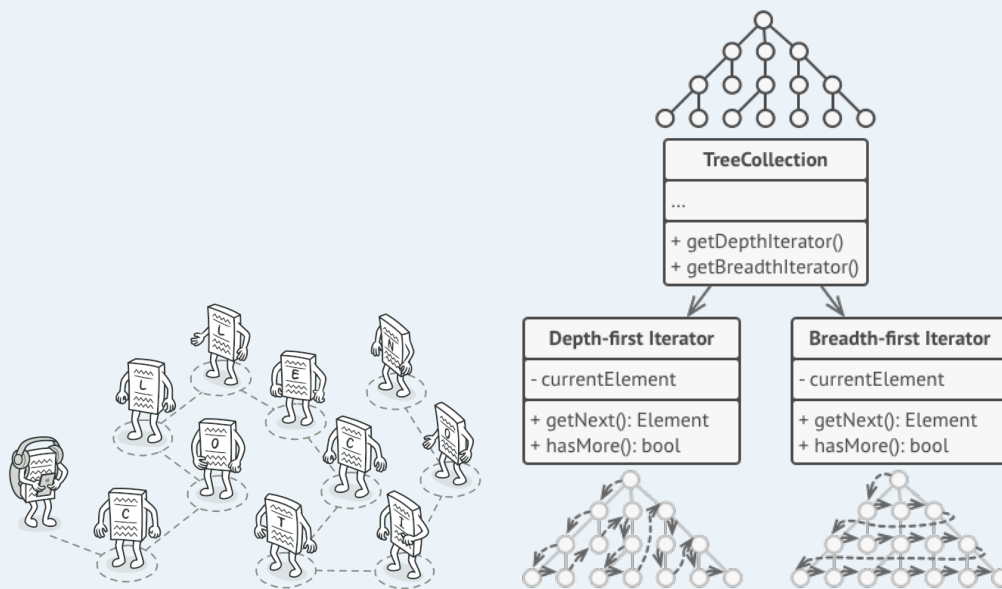 C
O
L
L
E
C
T
I
O
N
TreeCollection
...
+ getDepthIterator()
+ getBreadthIterator()
Depth-first Iterator
- currentElement
+ getNext(): Element
+ hasMore(): bool
Breadth-first Iterator
- currentElement
+ getNext(): Element
+ hasMore(): bool